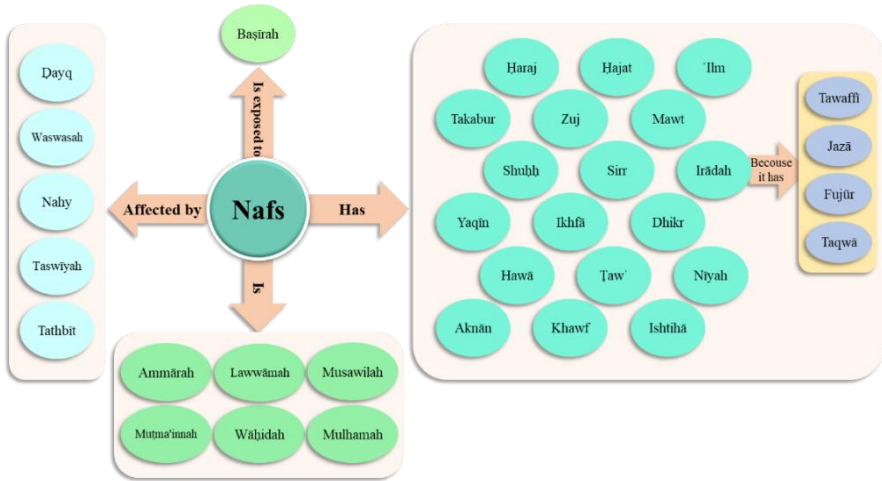 Baṣīrah
Is exposed to
Ḍayq
Waswasah
Nahy
Taswīyah
Tathbīt
Affected by
Nafs
Has
Is
Ammārah
Lawwāmah
Musawilah
Muṭma'innah
Wāḥidah
Mulhamah
Ḥaraj
Ḥajat
ʿIlm
Takabur
Zuj
Mawt
Shuḥḥ
Sirr
Irādah
Yaqīn
Ikhfā
Dhikr
Hawā
Ṭawʿ
Nīyah
Aknān
Khawf
Ishtihā
Becouse
it has
Tawaffī
Jazā
Fujūr
Taqwā